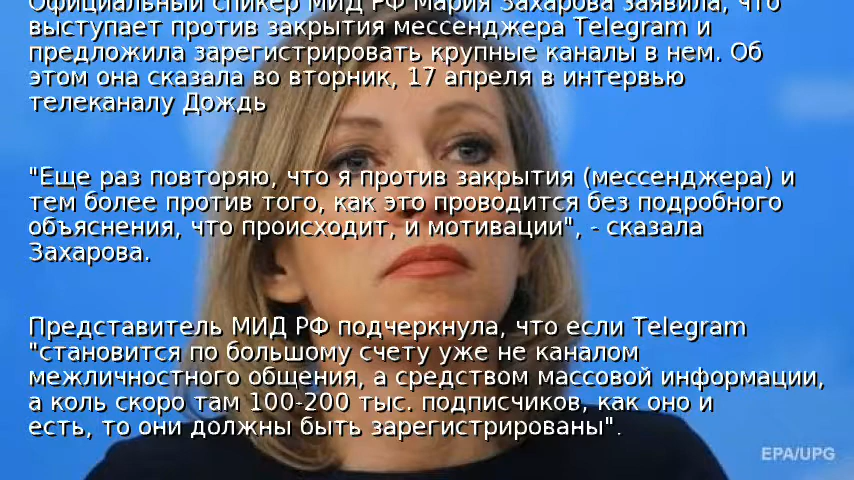 Официальный спикер МИД РФ Мария Захарова заявила, что
выступает против закрытия мессенджера Telegram и
предложила зарегистрировать крупные каналы в нем. Об
этом она сказала во вторник, 17 апреля в интервью
телеканалу Дождь
"Еще раз повторяю, что я против закрытия (мессенджера) и
тем более против того, как это проводится без подробного
объяснения, что происходит, и мотивации", - сказала
Захарова.
Представитель МИД РФ подчеркнула, что если Telegram
"становится по большому счету уже не каналом
межличностного общения, а средством массовой информации,
а коль скоро там 100-200 тыс. подписчиков, как оно и
есть, то они должны быть зарегистрированы".
EPA/UPG